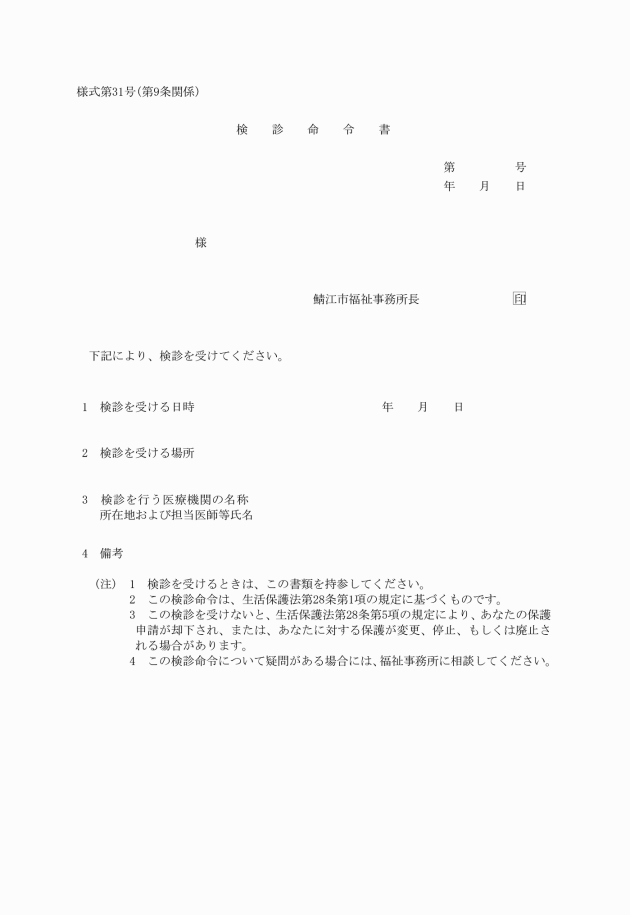 様式第31号(第9条関係)
検　診　命　令　書
第　　　　　号
年　　月　　日
様
鯖江市福祉事務所長　　　　　　　　印
下記により、検診を受けてください。
1　検診を受ける日時　　　　　　　　年　　月　　日
2　検診を受ける場所
3　検診を行う医療機関の名称
所在地および担当医師等氏名
4　備考
(注)　1　検診を受けるときは、この書類を持参してください。
2　この検診命令は、生活保護法第28条第1項の規定に基づくものです。
3　この検診を受けないと、生活保護法第28条第5項の規定により、あなたの保護
申請が却下され、または、あなたに対する保護が変更、停止、もしくは廃止さ
れる場合があります。
4　この検診命令について疑問がある場合には、福祉事務所に相談してください。